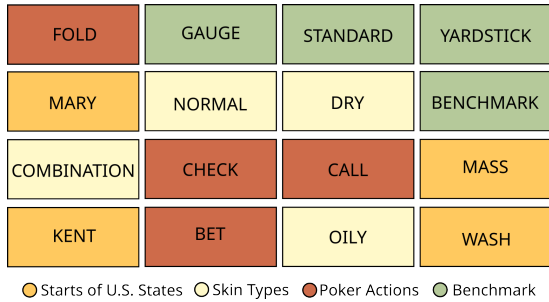 FOLD GAUGE STANDARD YARDSTICK
MARY NORMAL DRY BENCHMARK
COMBINATION CHECK CALL MASS
KENT BET OILY WASH
Starts of U.S. States Skin Types Poker Actions Benchmark